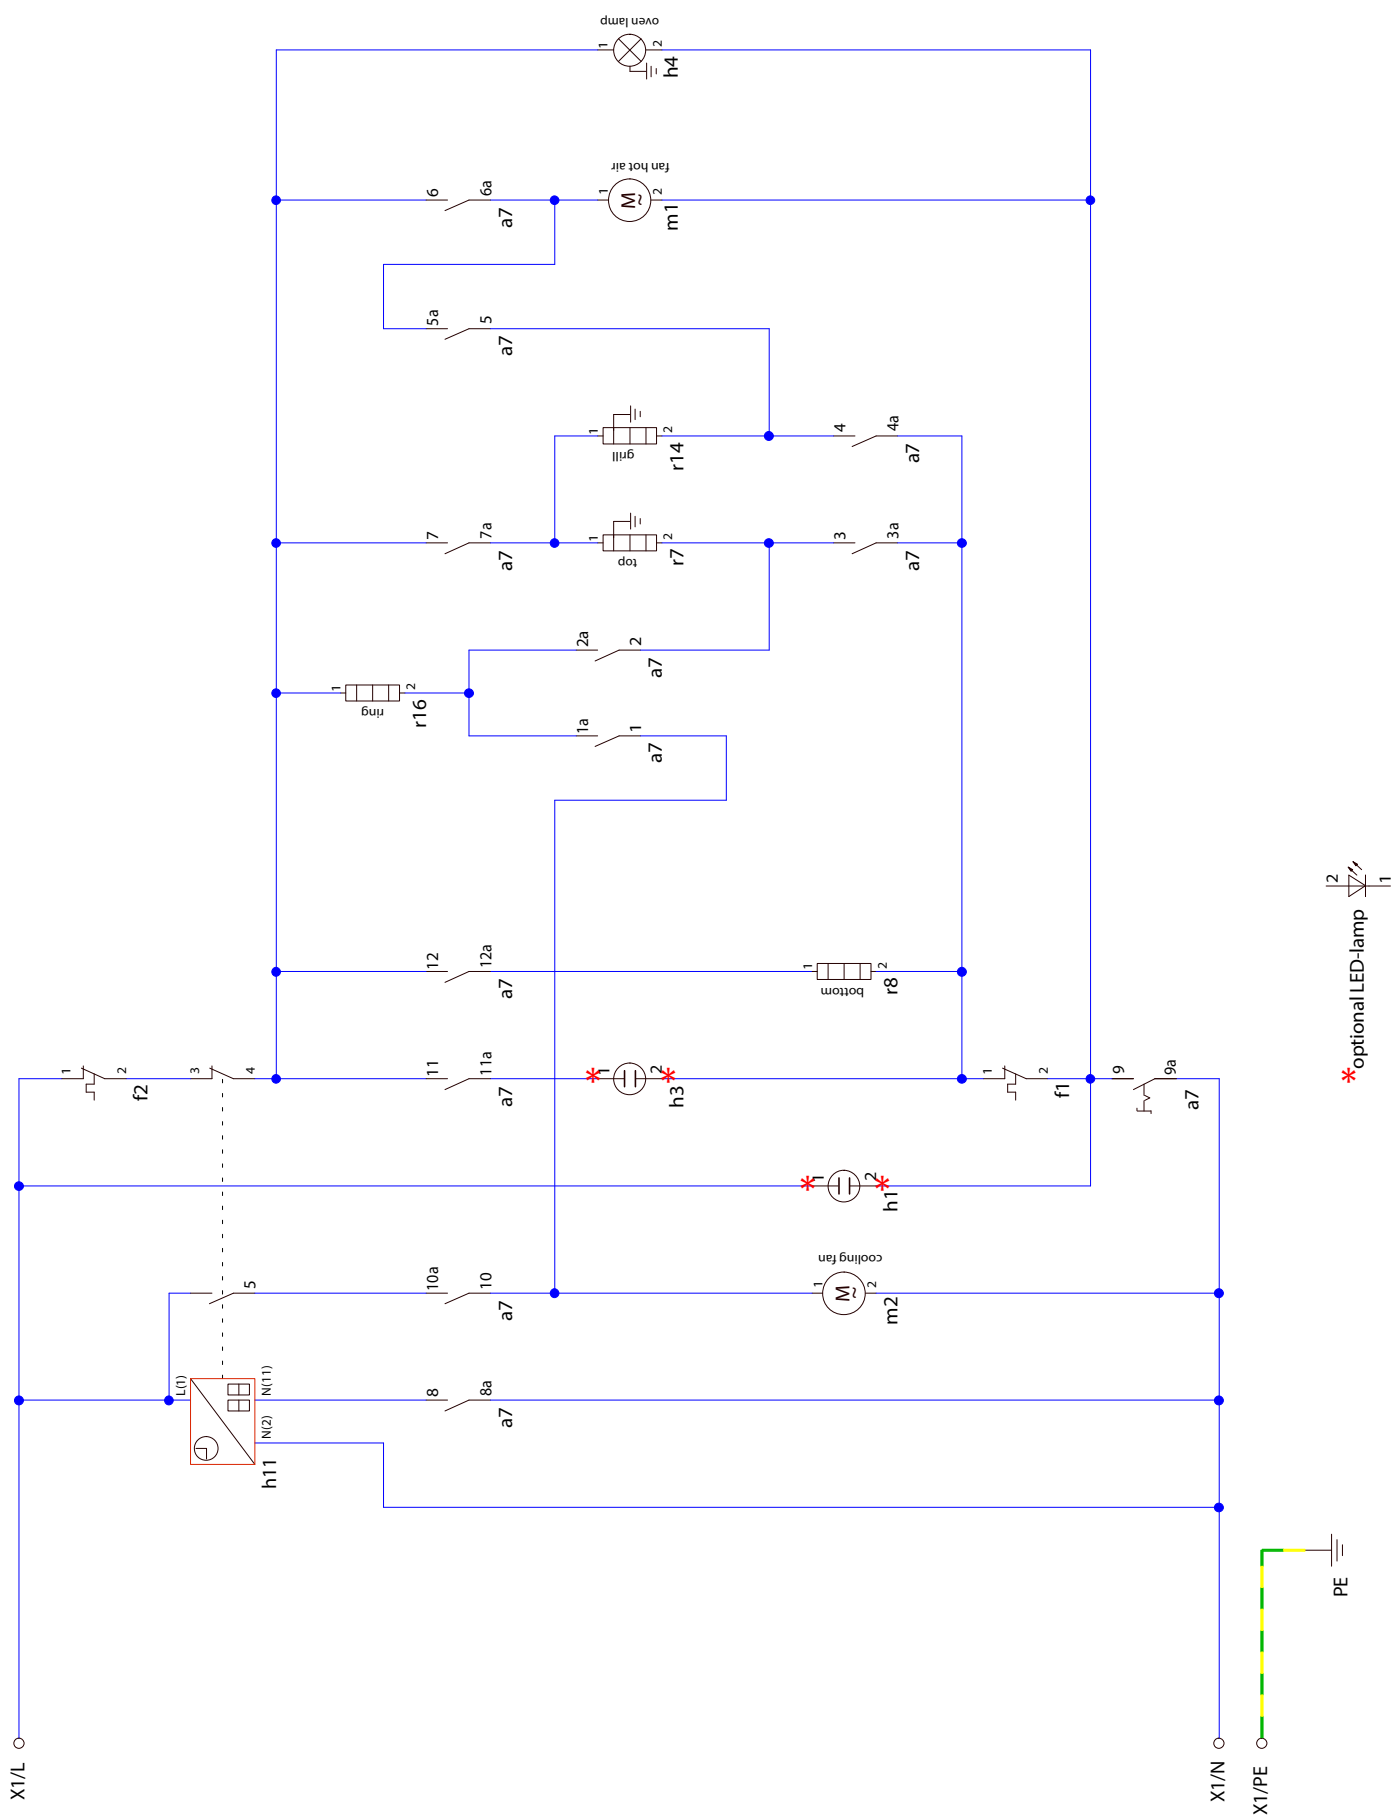 oven lamp
1
2
h4
fan hot air
6
6a
a7
1
2
M
~
m1
5a
5
a7
1
2
grill
r14
4
4a
a7
7
7a
a7
1
2
top
r7
3
3a
a7
2a
2
a7
1
2
ring
r16
1a
1
a7
12
12a
a7
1
2
bottom
r8
2
1
*optional LED-lamp
1
2
f2
3
4
11
11a
a7
*
1
2
*
h3
1
2
f1
9
9a
a7
*
1
2
*
h1
5
10a
10
a7
cooling fan
1
2
M
~
m2
L(1)
N(11)
N(2)
h11
8
8a
a7
PE
X1/L
X1/N
X1/PE